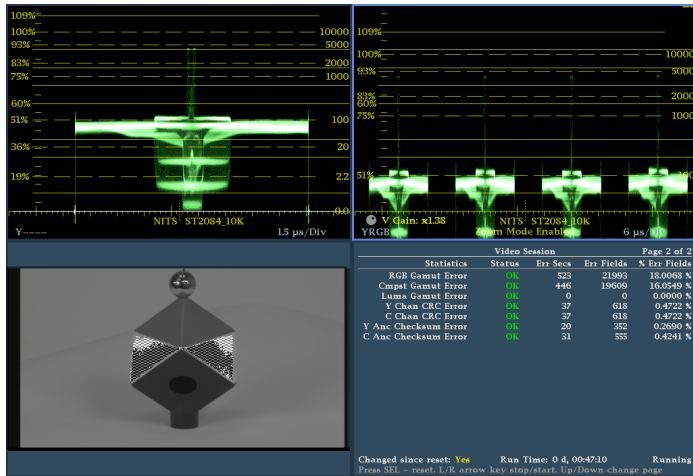 109%
100% 10000
93% 5000
83% 2000
75% 1000
60%
51% 100
36% 20
19% 2.2
0.0
NITS ST2084_10K
Y---- 1.5 µs/Div
109%
100% 10000
93% 5000
83% 2000
80%
75% 1000
51% 100
V Gain: x1.38 NITS ST2084_10K
YRGB Zoom Mode Enabled 6 µs/Div
Video Session Page 2 of 2
Statistics Status Err Secs Err Fields % Err Fields
RGB Gamut Error OK 523 21993 18.0068 %
Cmpst Gamut Error OK 446 19609 16.0549 %
Luma Gamut Error OK 0 0 0.0000 %
Y Chan CRC Error OK 37 618 0.4722 %
C Chan CRC Error OK 37 618 0.4722 %
Y Anc Checksum Error OK 20 352 0.2690 %
C Anc Checksum Error OK 31 555 0.4241 %
Changed since reset: Yes Run Time: 0 d, 00:47:10 Running
Press SEL - reset. L/R arrow key stop/start. Up/Down change page